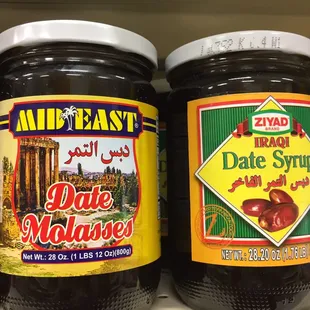 MID EAST
دبس التمر
Date
Molasses
Net Wt.: 28 Oz. (1 LBS 12 Oz)(800g)
ZIYAD
BRAND
IRAQI
Date Syrup
دبس التمر الفاخر
NET WT. 28.20 oz (1.76 LB